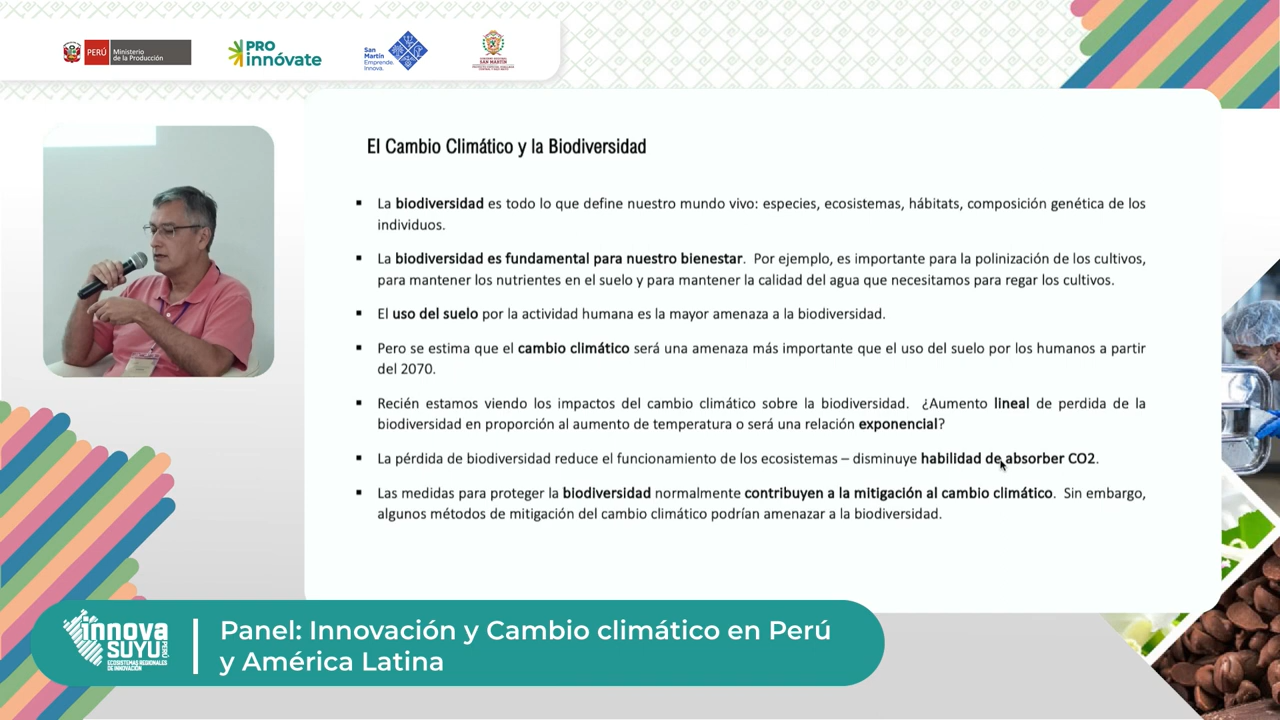 PERÚ
Ministerio
de la Producción
PRO
innóvate
San
Martín
Emprende.
Innova.
SAN MARTÍN
El Cambio Climático y la Biodiversidad
▪ La biodiversidad es todo lo que define nuestro mundo vivo: especies, ecosistemas, hábitats, composición genética de los
individuos.
▪ La biodiversidad es fundamental para nuestro bienestar. Por ejemplo, es importante para la polinización de los cultivos,
para mantener los nutrientes en el suelo y para mantener la calidad del agua que necesitamos para regar los cultivos.
▪ El uso del suelo por la actividad humana es la mayor amenaza a la biodiversidad.
▪ Pero se estima que el cambio climático será una amenaza más importante que el uso del suelo por los humanos a partir
del 2070.
▪ Recién estamos viendo los impactos del cambio climático sobre la biodiversidad. ¿Aumento lineal de perdida de la
biodiversidad en proporción al aumento de temperatura o será una relación exponencial?
▪ La pérdida de biodiversidad reduce el funcionamiento de los ecosistemas – disminuye habilidad de absorber CO2.
▪ Las medidas para proteger la biodiversidad normalmente contribuyen a la mitigación al cambio climático. Sin embargo,
algunos métodos de mitigación del cambio climático podrían amenazar a la biodiversidad.
innova
SUYU
PERÚ
ECOSISTEMAS REGIONALES
DE INNOVACIÓN
Panel: Innovación y Cambio climático en Perú
y América Latina